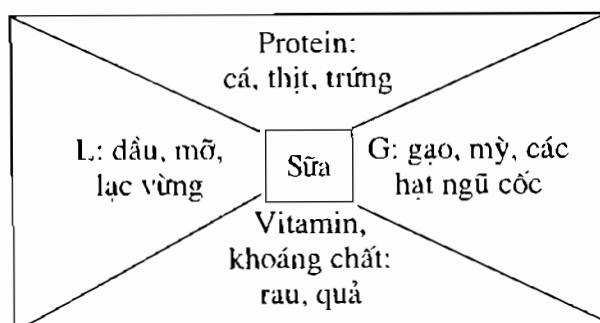 Protein:
cá, thịt, trứng
L: dầu, mỡ,
lạc vừng
Sữa
G: gạo, mỳ, các
hạt ngũ cốc
Vitamin,
khoáng chất:
rau, quả